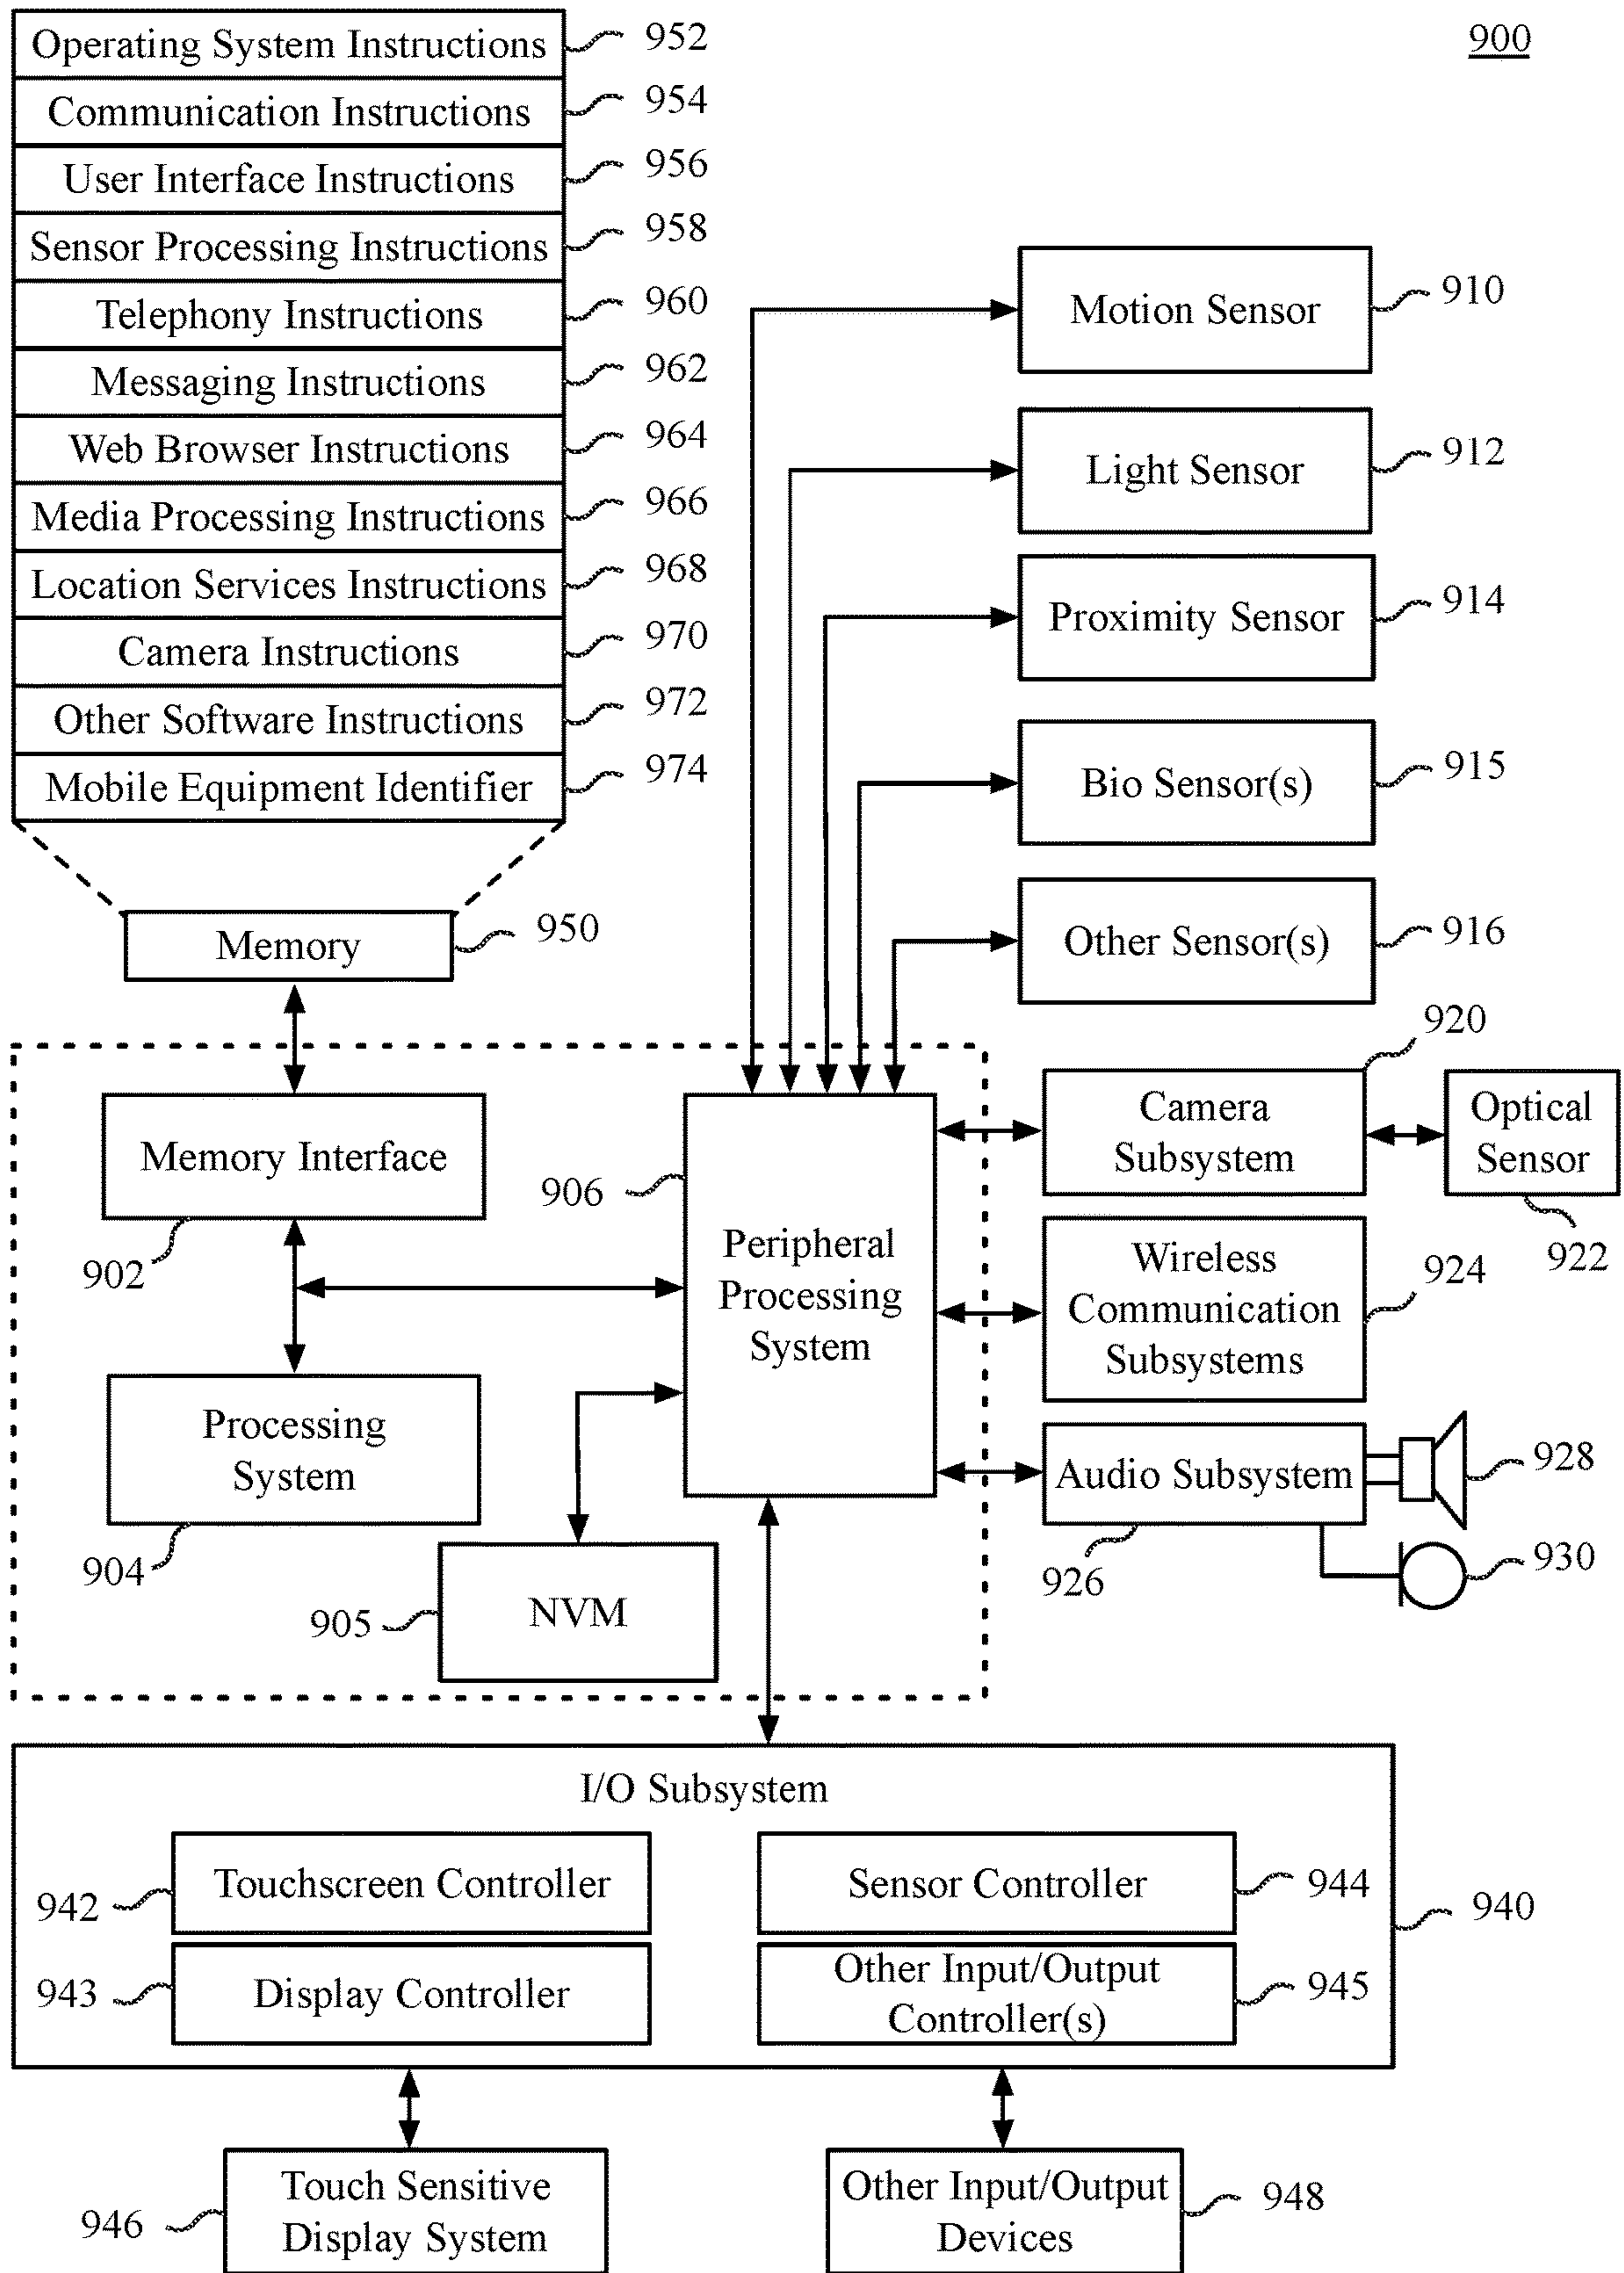 900
Operating System Instructions 952
Communication Instructions 954
User Interface Instructions 956
Sensor Processing Instructions 958
Telephony Instructions 960
Messaging Instructions 962
Web Browser Instructions 964
Media Processing Instructions 966
Location Services Instructions 968
Camera Instructions 970
Other Software Instructions 972
Mobile Equipment Identifier 974
Memory 950
Motion Sensor 910
Light Sensor 912
Proximity Sensor 914
Bio Sensor(s) 915
Other Sensor(s) 916
Memory Interface
902
Processing
System
904
NVM
905
906
Peripheral
Processing
System
920
Camera
Subsystem
Optical
Sensor
922
Wireless
Communication
Subsystems
924
Audio Subsystem
926
928
930
I/O Subsystem
940
Touchscreen Controller
942
Sensor Controller
944
Display Controller
943
Other Input/Output
Controller(s)
945
Touch Sensitive
Display System
946
Other Input/Output
Devices
948